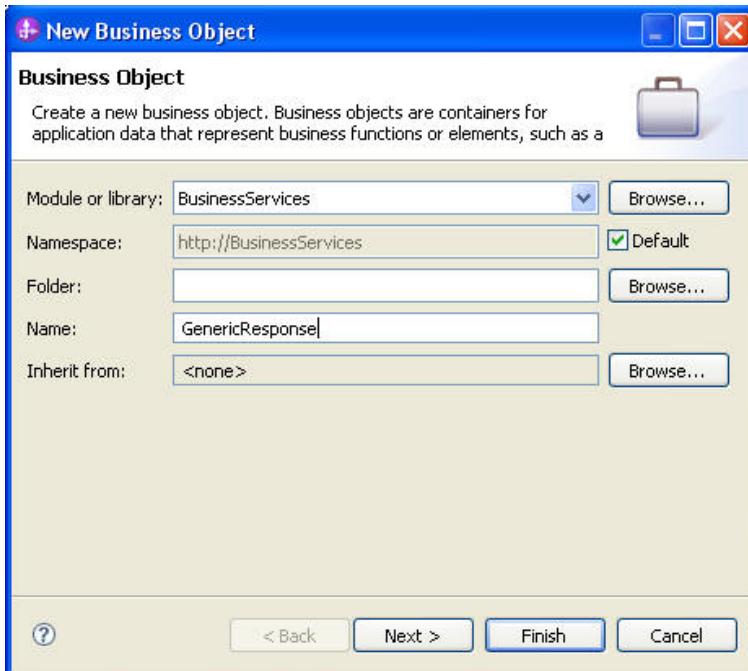 New Business Object
Business Object
Create a new business object. Business objects are containers for
application data that represent business functions or elements, such as a
Module or library: BusinessServices Browse...
Namespace: http://BusinessServices Default
Folder: Browse...
Name: GenericResponse
Inherit from: <none> Browse...
? < Back Next > Finish Cancel